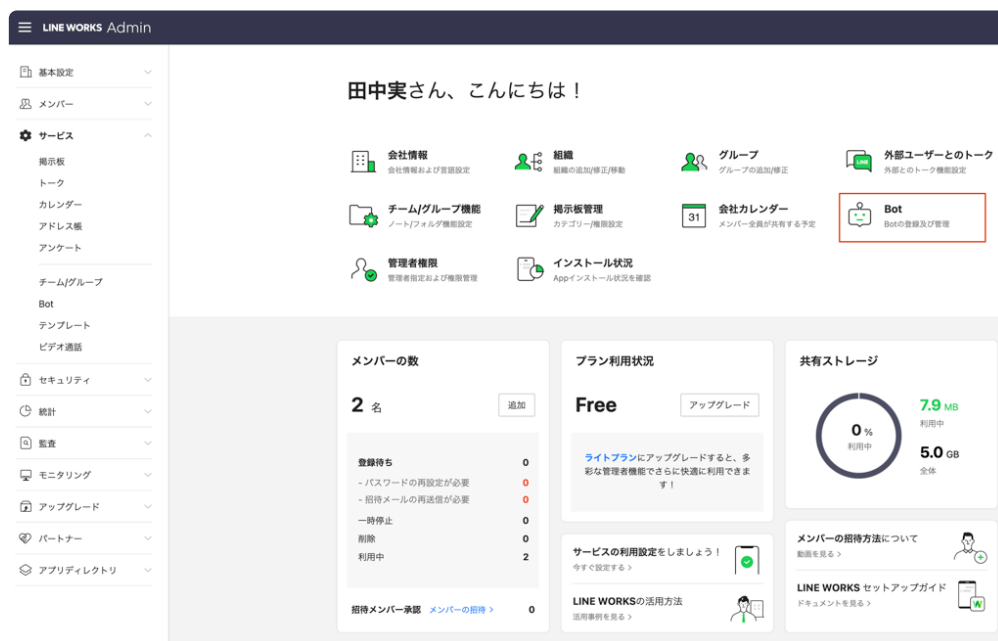 LINE WORKS Admin
基本設定
メンバー
サービス
掲示板
トーク
カレンダー
アドレス帳
アンケート
チーム/グループ
Bot
テンプレート
ビデオ通話
セキュリティ
統計
監査
モニタリング
アップグレード
パートナー
アプリディレクトリ
田中実さん、こんにちは！
会社情報
会社情報および言語設定
組織
組織の追加/修正/移動
グループ
グループの追加/修正
外部ユーザーとのトーク
外部とのトーク機能設定
チーム/グループ機能
ノート/フォルダ機能設定
掲示板管理
カテゴリー/権限設定
31
会社カレンダー
メンバー全員が共有する予定
Bot
Botの登録及び管理
管理者権限
管理者指定および権限管理
インストール状況
Appインストール状況を確認
メンバーの数
2 名
追加
登録待ち 0
- パスワードの再設定が必要 0
- 招待メールの再送信が必要 0
一時停止 0
削除 0
利用中 2
招待メンバー承認 メンバーの招待 > 0
プラン利用状況
Free
アップグレード
ライトプランにアップグレードすると、多
彩な管理者機能でさらに快適に利用できま
す！
サービスの利用設定をしましょう！
今すぐ設定する >
LINE WORKSの活用方法
活用事例を見る >
共有ストレージ
0 %
利用中
7.9 MB
利用中
5.0 GB
全体
メンバーの招待方法について
動画を見る >
LINE WORKS セットアップガイド
ドキュメントを見る >